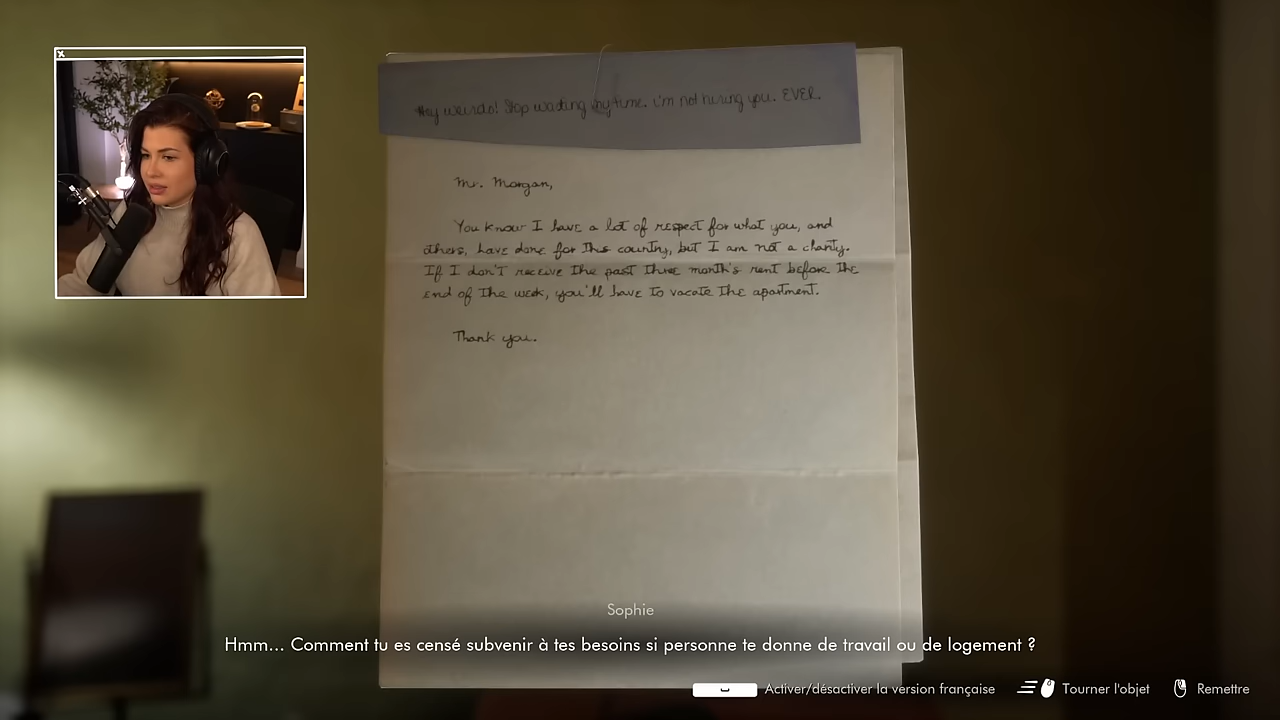 Hey weirdo! Stop wasting my time. i'm not hiring you. EVER.
Mr. Morgan,
You know I have a lot of respect for what you, and
others, have done for this country, but I am not a charity.
If I don't receive the past three month's rent before the
end of the week, you'll have to vacate the apartment.
Thank you.
Sophie
Hmm... Comment tu es censé subvenir à tes besoins si personne te donne de travail ou de logement ?
Activer/désactiver la version française Tourner l'objet Remettre